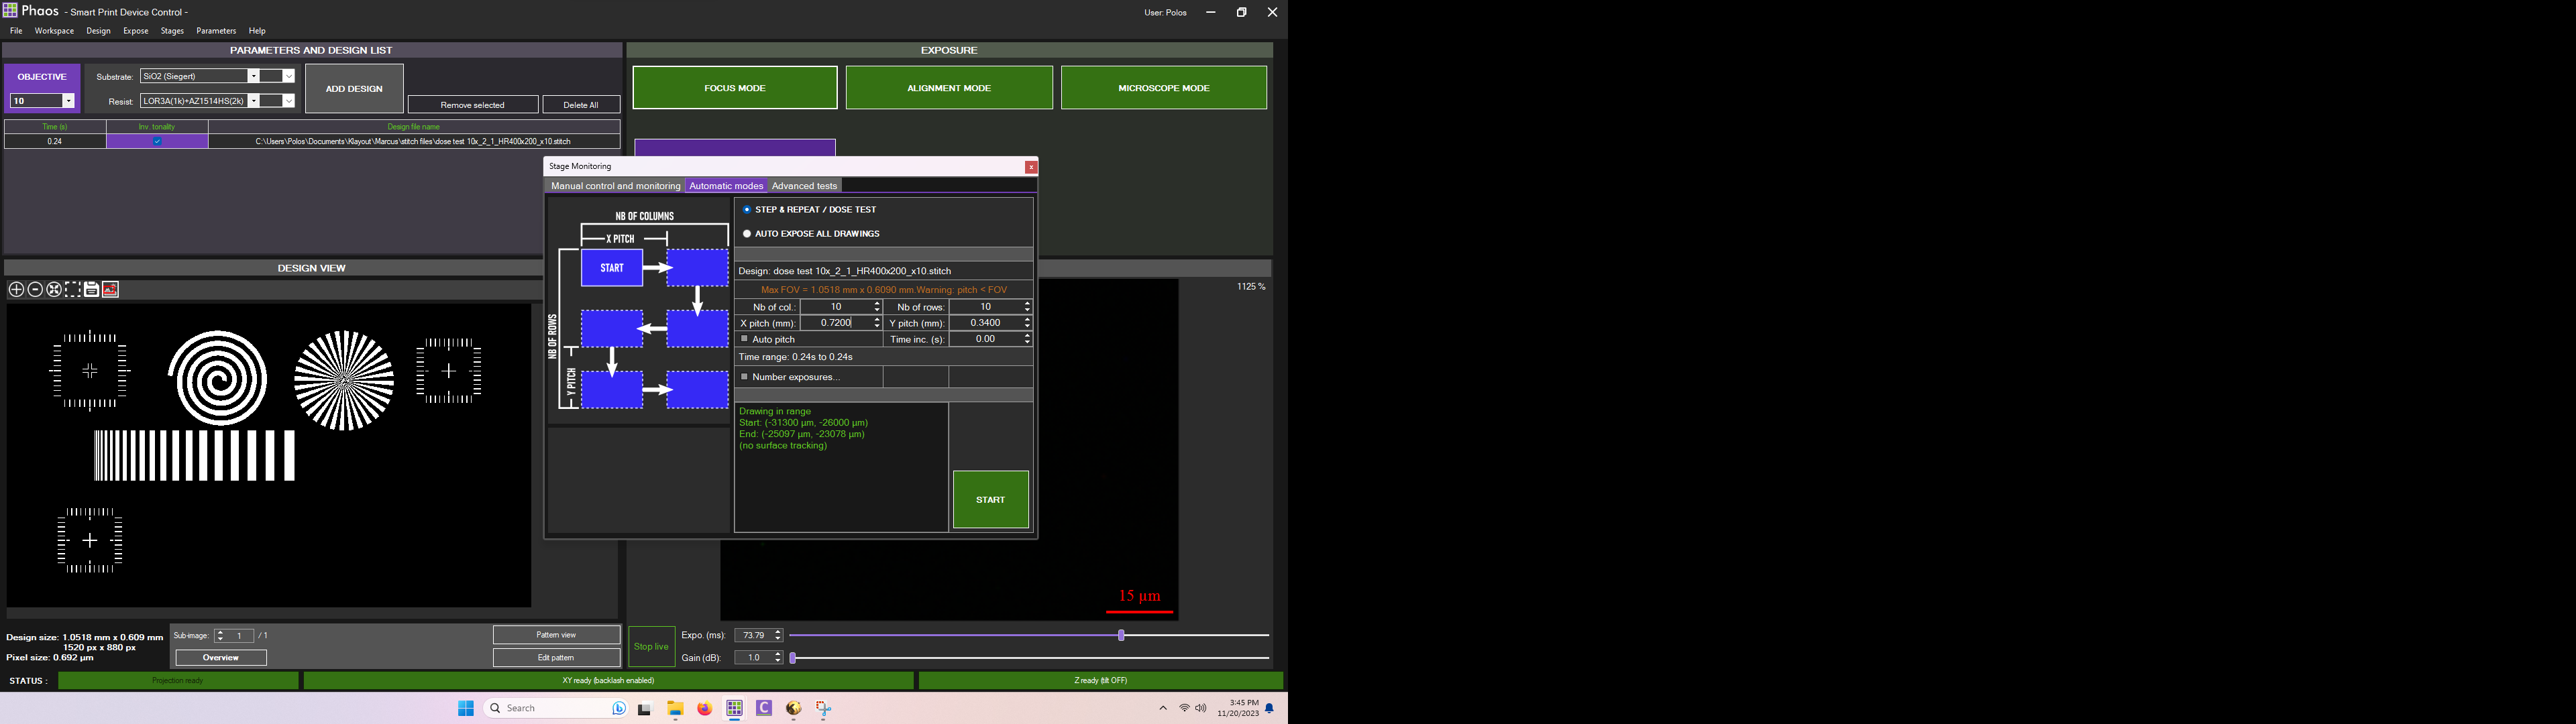 Phaos - Smart Print Device Control -
User: Polos
File Workspace Design Expose Stages Parameters Help
PARAMETERS AND DESIGN LIST
OBJECTIVE
10
Substrate: SiO2 (Siegert)
Resist: LOR3A(1k)+AZ1514HS(2k)
ADD DESIGN
Remove selected
Delete All
Time (s) Inv. tonality Design file name
0.24 C:\Users\Polos\Documents\Klayout\Marcus\stitch files\dose test 10x_2_1_HR400x200_x10.stitch
EXPOSURE
FOCUS MODE
ALIGNMENT MODE
MICROSCOPE MODE
Stage Monitoring
Manual control and monitoring Automatic modes Advanced tests
NB OF COLUMNS
X PITCH
START
NB OF ROWS
Y PITCH
STEP & REPEAT / DOSE TEST
AUTO EXPOSE ALL DRAWINGS
Design: dose test 10x_2_1_HR400x200_x10.stitch
Max FOV = 1.0518 mm x 0.6090 mm.Warning: pitch < FOV
Nb of col.: 10 Nb of rows: 10
X pitch (mm): 0.7200 Y pitch (mm): 0.3400
Auto pitch Time inc. (s): 0.00
Time range: 0.24s to 0.24s
Number exposures...
Drawing in range
Start: (-31300 µm, -26000 µm)
End: (-25097 µm, -23078 µm)
(no surface tracking)
START
DESIGN VIEW
1125 %
15 µm
Design size: 1.0518 mm x 0.609 mm
1520 px x 880 px
Pixel size: 0.692 µm
Sub-image: 1 / 1
Overview
Pattern view
Edit pattern
Stop live
Expo. (ms): 73.79
Gain (dB): 1.0
STATUS : Projection ready XY ready (backlash enabled) Z ready (tilt OFF)
Search
3:45 PM
11/20/2023